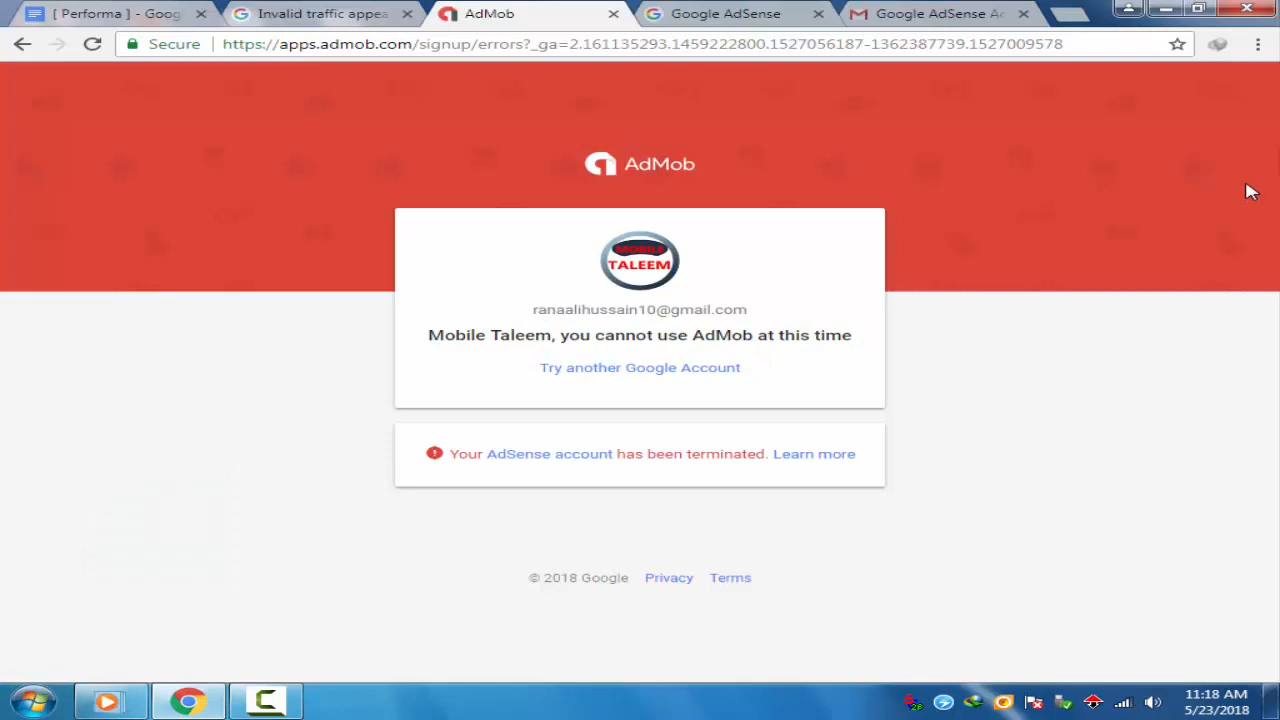 [ Performa ] - Goog
Invalid traffic appea
AdMob
Google AdSense
Google AdSense Ac
Secure
https://apps.admob.com/signup/errors?_ga=2.161135293.1459222800.1527056187-1362387739.1527009578
AdMob
MOBILE
TALEEM
ranaalihussain10@gmail.com
Mobile Taleem, you cannot use AdMob at this time
Try another Google Account
Your AdSense account has been terminated. Learn more
© 2018 Google Privacy Terms
11:18 AM
5/23/2018